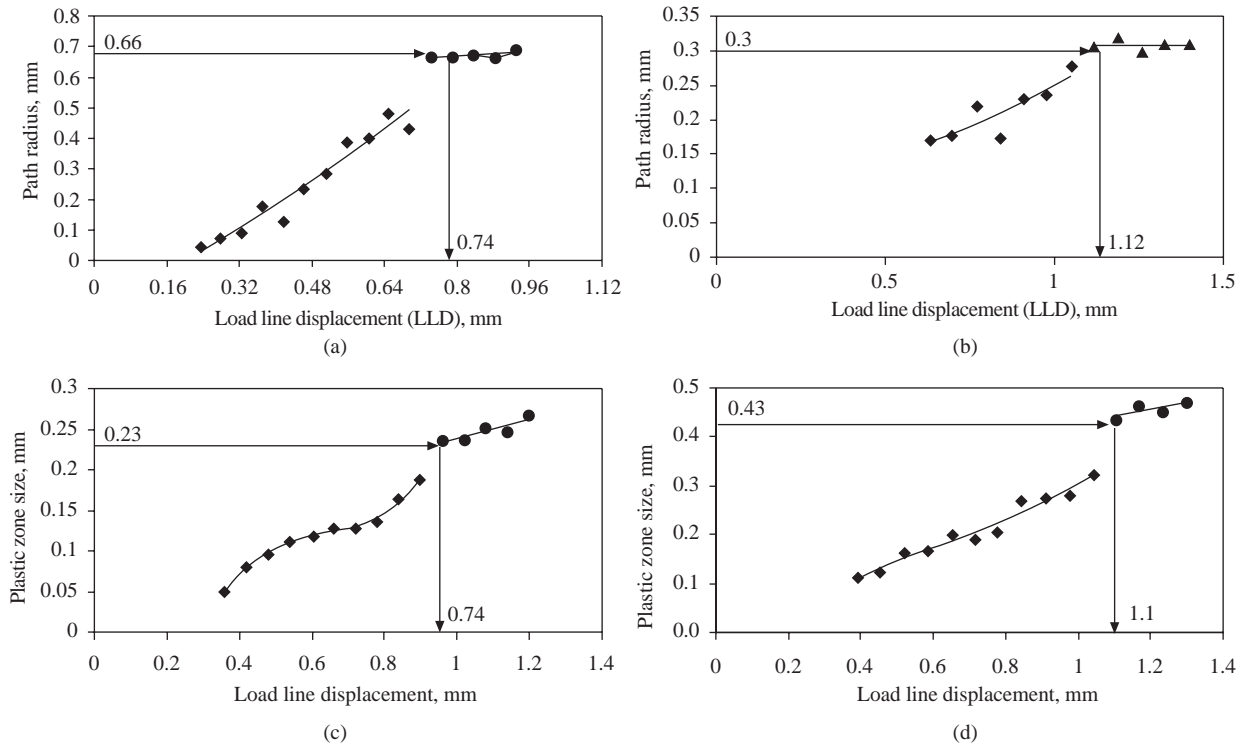 0.8
0.7
0.6
0.5
0.4
0.3
0.2
0.1
0
Path radius, mm
0.66
0.74
0 0.16 0.32 0.48 0.64 0.8 0.96 1.12
Load line displacement (LLD), mm
(a)
0.35
0.3
0.25
0.2
0.15
0.1
0.05
0
Path radius, mm
0.3
1.12
0 0.5 1 1.5
Load line displacement (LLD), mm
(b)
0.3
0.25
0.2
0.15
0.1
0.05
0
Plastic zone size, mm
0.23
0.74
0 0.4 0.6 0.8 1 1.2 1.4
Load line displacement, mm
(c)
0.5
0.4
0.3
0.2
0.1
0.0
Plastic zone size, mm
0.43
1.1
0 0.2 0.4 0.6 0.8 1 1.2 1.4
Load line displacement, mm
(d)